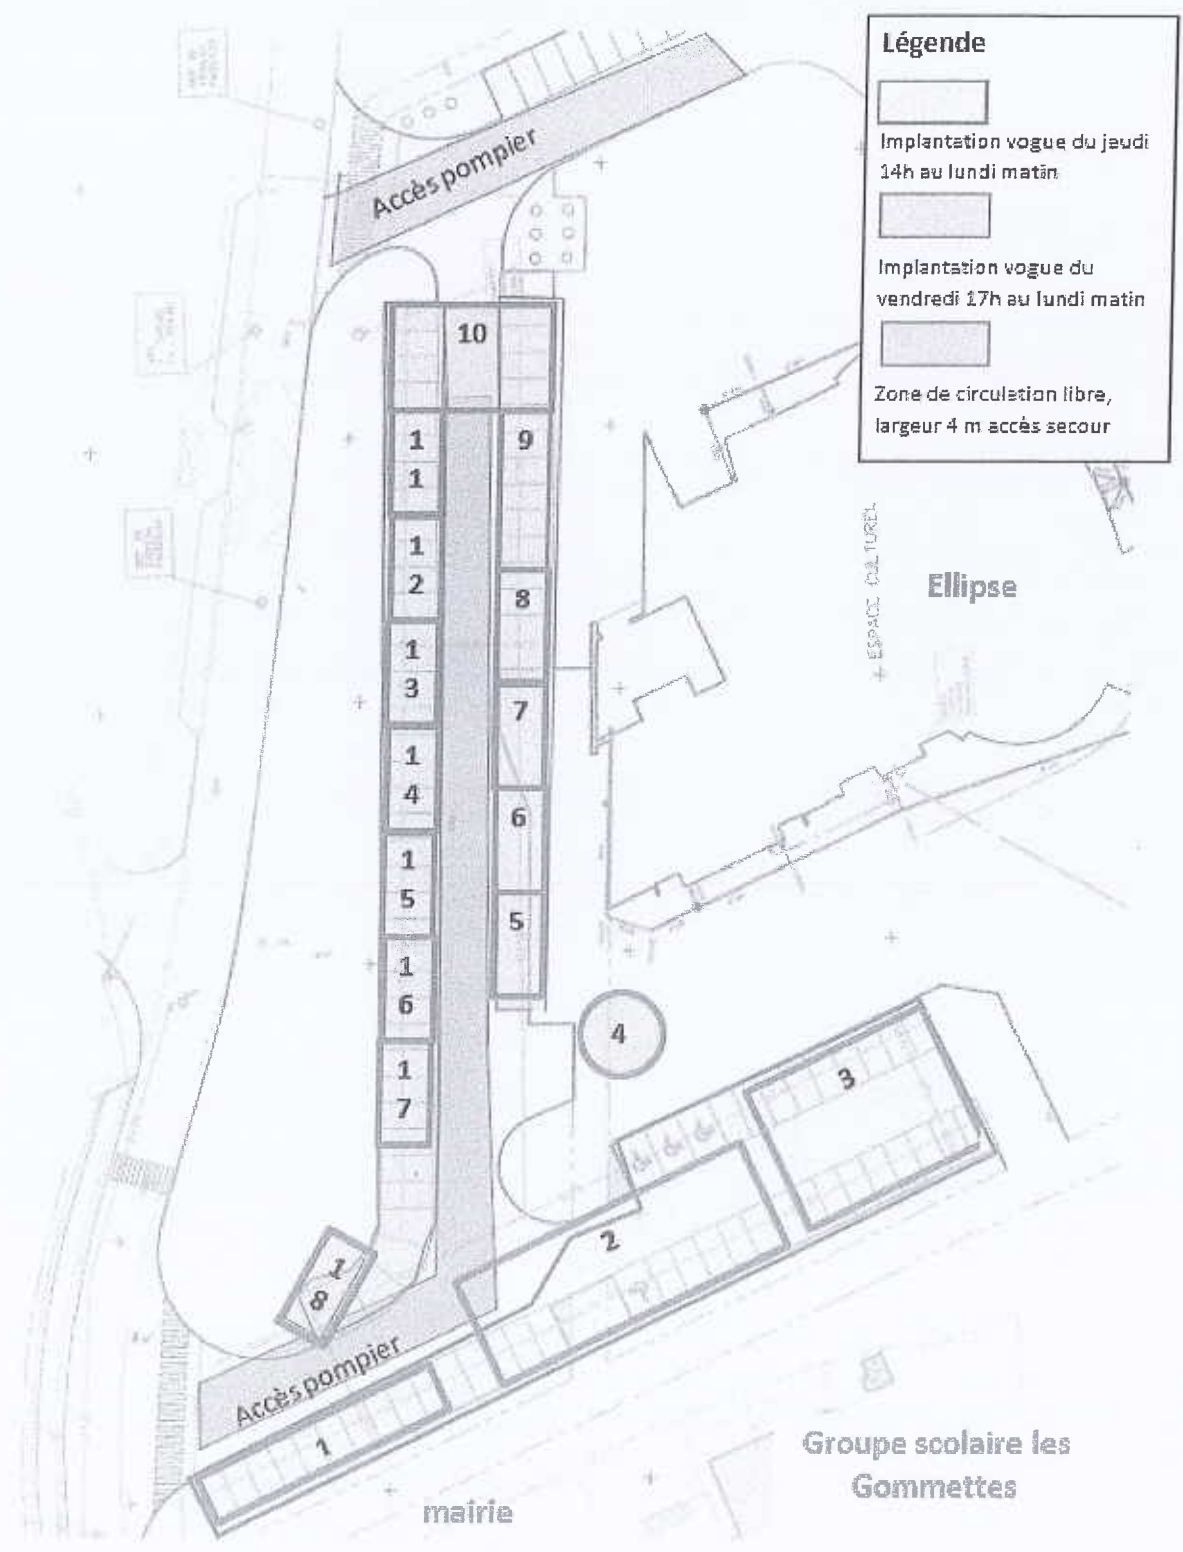 Légende
Implantation vogue du jeudi
14h au lundi matin
Implantation vogue du
vendredi 17h au lundi matin
Zone de circulation libre,
largeur 4 m accès secour
Accès pompier
10
1
1
9
1
2
8
1
3
7
1
4
6
1
5
5
1
6
4
1
7
3
2
1
8
Accès pompier
1
ESPACE CULTUREL
Ellipse
Groupe scolaire les
Gommettes
mairie